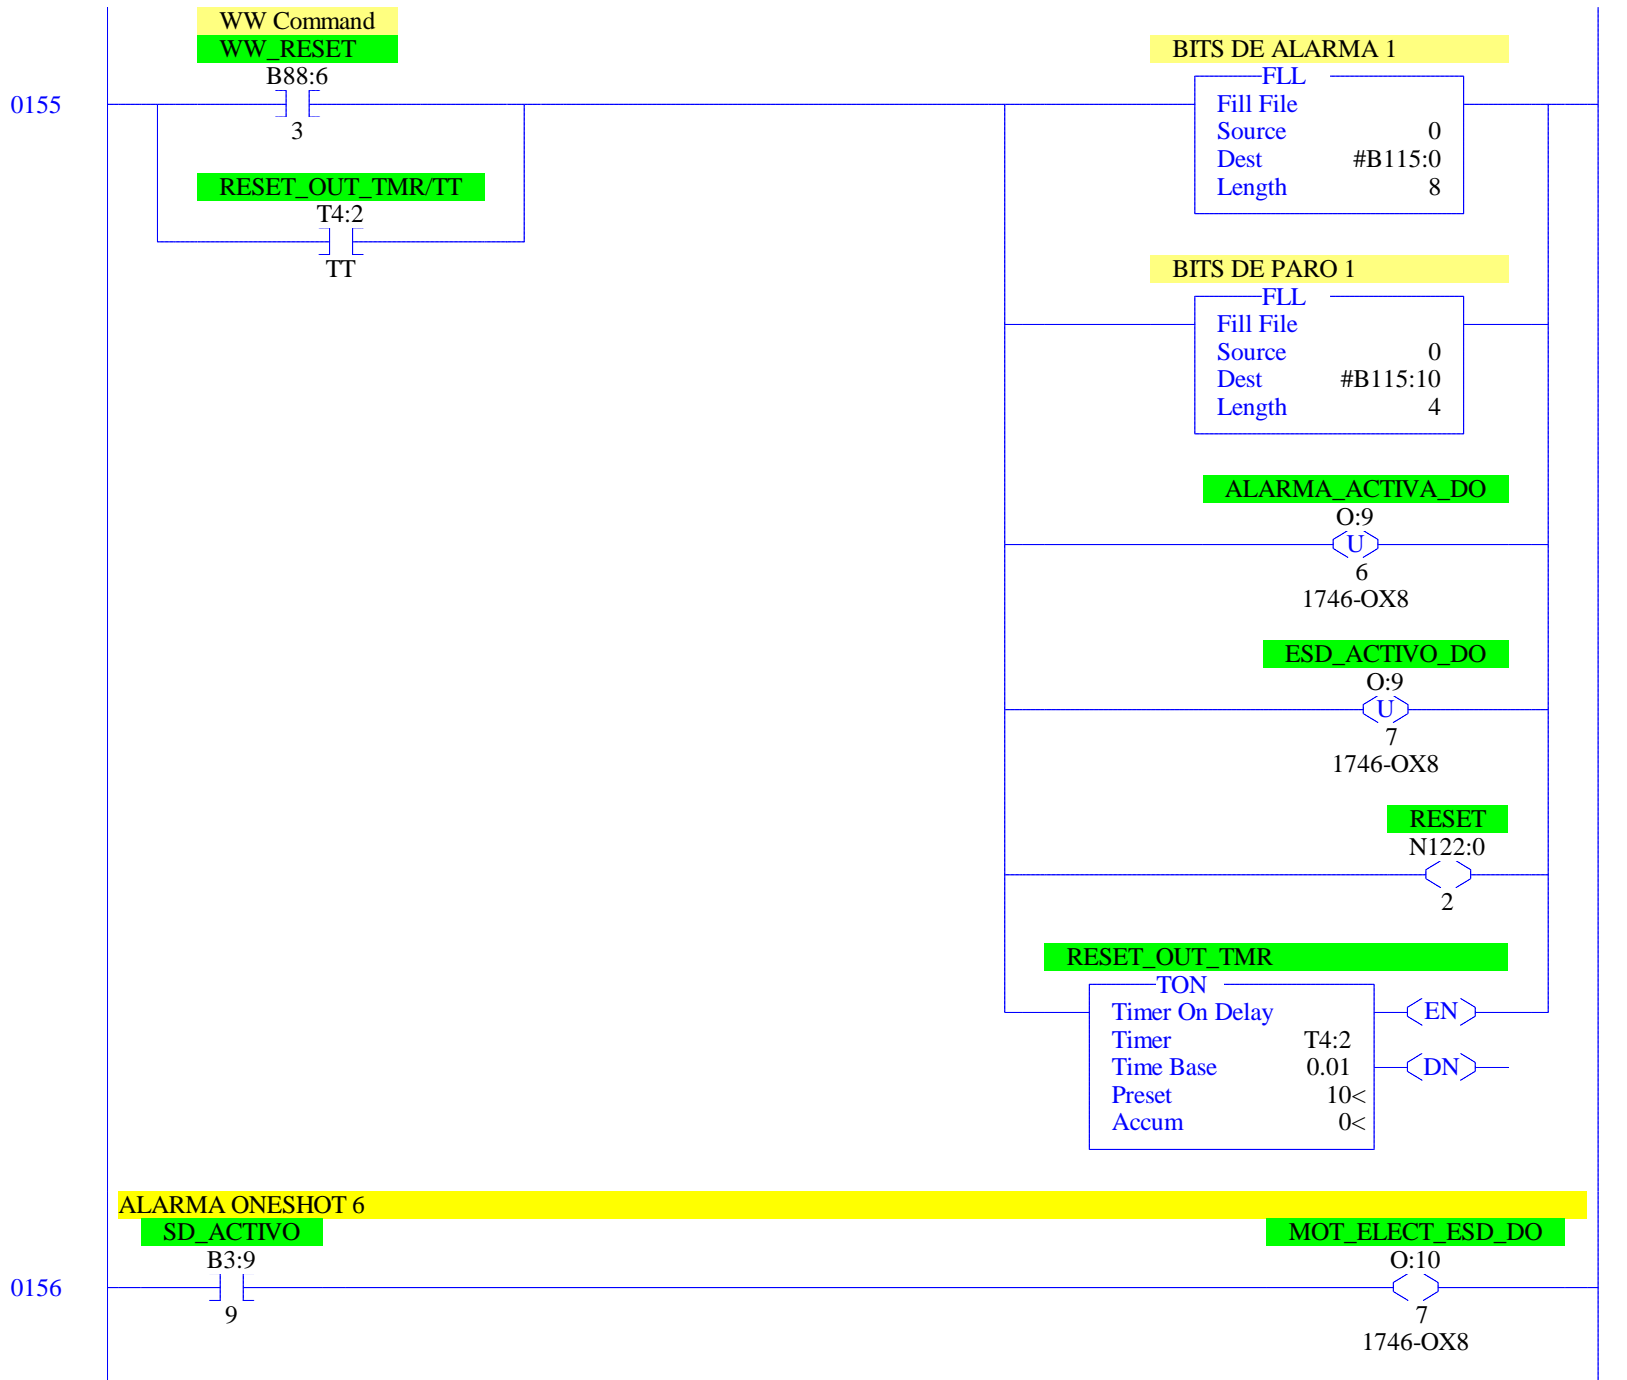 WW Command
WW_RESET
B88:6
3
0155
RESET_OUT_TMR/TT
T4:2
TT
BITS DE ALARMA 1
FLL
Fill File
Source 0
Dest #B115:0
Length 8
BITS DE PARO 1
FLL
Fill File
Source 0
Dest #B115:10
Length 4
ALARMA_ACTIVA_DO
O:9
U
6
1746-OX8
ESD_ACTIVO_DO
O:9
U
7
1746-OX8
RESET
N122:0
2
RESET_OUT_TMR
TON
Timer On Delay EN
Timer T4:2
Time Base 0.01 DN
Preset 10<
Accum 0<
ALARMA ONESHOT 6
SD_ACTIVO MOT_ELECT_ESD_DO
B3:9 O:10
0156
9 7
1746-OX8